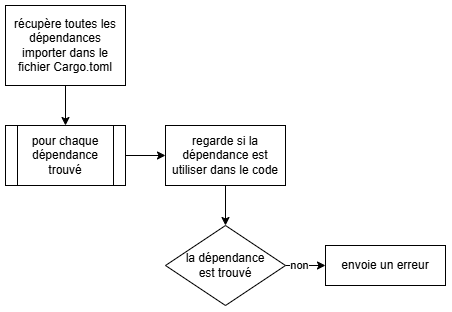 récupère toutes les
dépendances
importer dans le
fichier Cargo.toml
pour chaque
dépendance
trouvé
regarde si la
dépendance est
utiliser dans le code
la dépendance
est trouvé
non
envoie un erreur